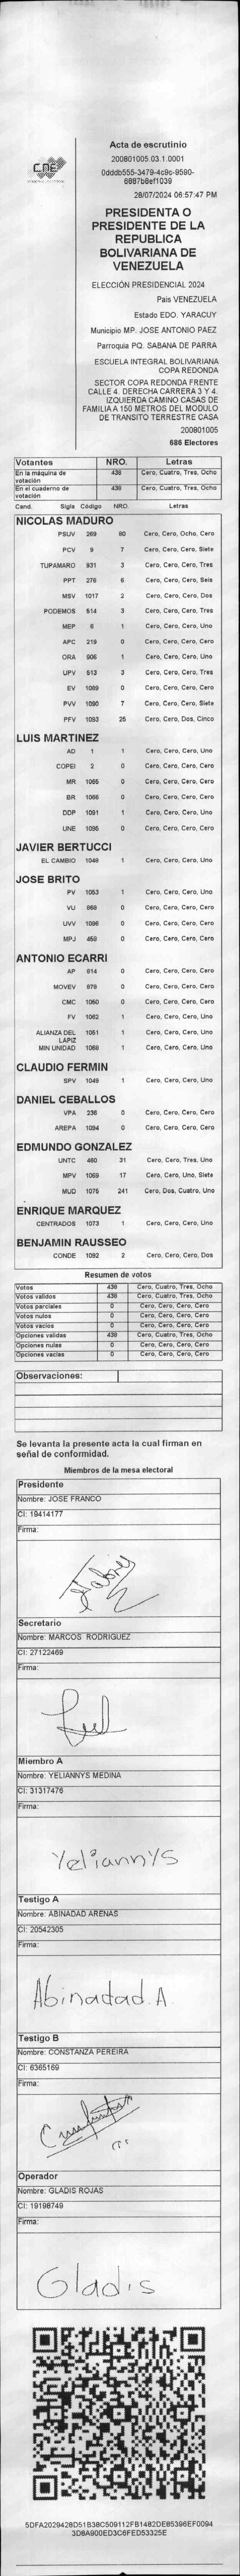 CNE
Acta de escrutinio
200801005.03.1.0001
0dddb555-3479-4c9c-9590-
6887b8ef1039
28/07/2024 06:57:47 PM
PRESIDENTA O
PRESIDENTE DE LA
REPUBLICA
BOLIVARIANA DE
VENEZUELA
ELECCIÓN PRESIDENCIAL 2024
Pais VENEZUELA
Estado EDO. YARACUY
Municipio MP. JOSE ANTONIO PAEZ
Parroquia PQ. SABANA DE PARRA
ESCUELA INTEGRAL BOLIVARIANA
COPA REDONDA
SECTOR COPA REDONDA FRENTE
CALLE 4. DERECHA CARRERA 3 Y 4.
IZQUIERDA CAMINO CASAS DE
FAMILIA A 150 METROS DEL MODULO
DE TRANSITO TERRESTRE CASA
200801005
686 Electores
Votantes NRO. Letras
En la máquina de votación 438 Cero, Cuatro, Tres, Ocho
En el cuaderno de votación 438 Cero, Cuatro, Tres, Ocho
Cand. Sigla Código NRO. Letras
NICOLAS MADURO
PSUV 269 80 Cero, Cero, Ocho, Cero
PCV 9 7 Cero, Cero, Cero, Siete
TUPAMARO 931 3 Cero, Cero, Cero, Tres
PPT 276 6 Cero, Cero, Cero, Seis
MSV 1017 2 Cero, Cero, Cero, Dos
PODEMOS 514 3 Cero, Cero, Cero, Tres
MEP 6 1 Cero, Cero, Cero, Uno
APC 219 0 Cero, Cero, Cero, Cero
ORA 906 1 Cero, Cero, Cero, Uno
UPV 513 3 Cero, Cero, Cero, Tres
EV 1089 0 Cero, Cero, Cero, Cero
PVV 1090 7 Cero, Cero, Cero, Siete
PFV 1093 25 Cero, Cero, Dos, Cinco
LUIS MARTINEZ
AD 1 1 Cero, Cero, Cero, Uno
COPEI 2 0 Cero, Cero, Cero, Cero
MR 1065 0 Cero, Cero, Cero, Cero
BR 1066 0 Cero, Cero, Cero, Cero
DDP 1091 1 Cero, Cero, Cero, Uno
UNE 1095 0 Cero, Cero, Cero, Cero
JAVIER BERTUCCI
EL CAMBIO 1048 1 Cero, Cero, Cero, Uno
JOSE BRITO
PV 1053 1 Cero, Cero, Cero, Uno
VU 868 0 Cero, Cero, Cero, Cero
UVV 1096 0 Cero, Cero, Cero, Cero
MPJ 459 0 Cero, Cero, Cero, Cero
ANTONIO ECARRI
AP 914 0 Cero, Cero, Cero, Cero
MOVEV 878 0 Cero, Cero, Cero, Cero
CMC 1050 0 Cero, Cero, Cero, Cero
FV 1062 1 Cero, Cero, Cero, Uno
ALIANZA DEL LAPIZ 1051 1 Cero, Cero, Cero, Uno
MIN UNIDAD 1068 1 Cero, Cero, Cero, Uno
CLAUDIO FERMIN
SPV 1049 1 Cero, Cero, Cero, Uno
DANIEL CEBALLOS
VPA 236 0 Cero, Cero, Cero, Cero
AREPA 1094 0 Cero, Cero, Cero, Cero
EDMUNDO GONZALEZ
UNTC 460 31 Cero, Cero, Tres, Uno
MPV 1069 17 Cero, Cero, Uno, Siete
MUD 1075 241 Cero, Dos, Cuatro, Uno
ENRIQUE MARQUEZ
CENTRADOS 1073 1 Cero, Cero, Cero, Uno
BENJAMIN RAUSSEO
CONDE 1092 2 Cero, Cero, Cero, Dos
Resumen de votos
Votos 438 Cero, Cuatro, Tres, Ocho
Votos validos 438 Cero, Cuatro, Tres, Ocho
Votos parciales 0 Cero, Cero, Cero, Cero
Votos nulos 0 Cero, Cero, Cero, Cero
Votos vacios 0 Cero, Cero, Cero, Cero
Opciones validas 438 Cero, Cuatro, Tres, Ocho
Opciones nulas 0 Cero, Cero, Cero, Cero
Opciones vacias 0 Cero, Cero, Cero, Cero
Observaciones:
Se levanta la presente acta la cual firman en
señal de conformidad.
Miembros de la mesa electoral
Presidente
Nombre: JOSE FRANCO
CI: 19414177
Firma:
Secretario
Nombre: MARCOS RODRIGUEZ
CI: 27122469
Firma:
Miembro A
Nombre: YELIANNYS MEDINA
CI: 31317476
Firma:
Yeliannys
Testigo A
Nombre: ABINADAD ARENAS
CI: 20542305
Firma:
Abinadad. A
Testigo B
Nombre: CONSTANZA PEREIRA
CI: 6365169
Firma:
Operador
Nombre: GLADIS ROJAS
CI: 19198749
Firma:
Gladis
5DFA2029428D51B38C509112FB1482DE85396EF0094
3D8A900ED3C6FED53325E